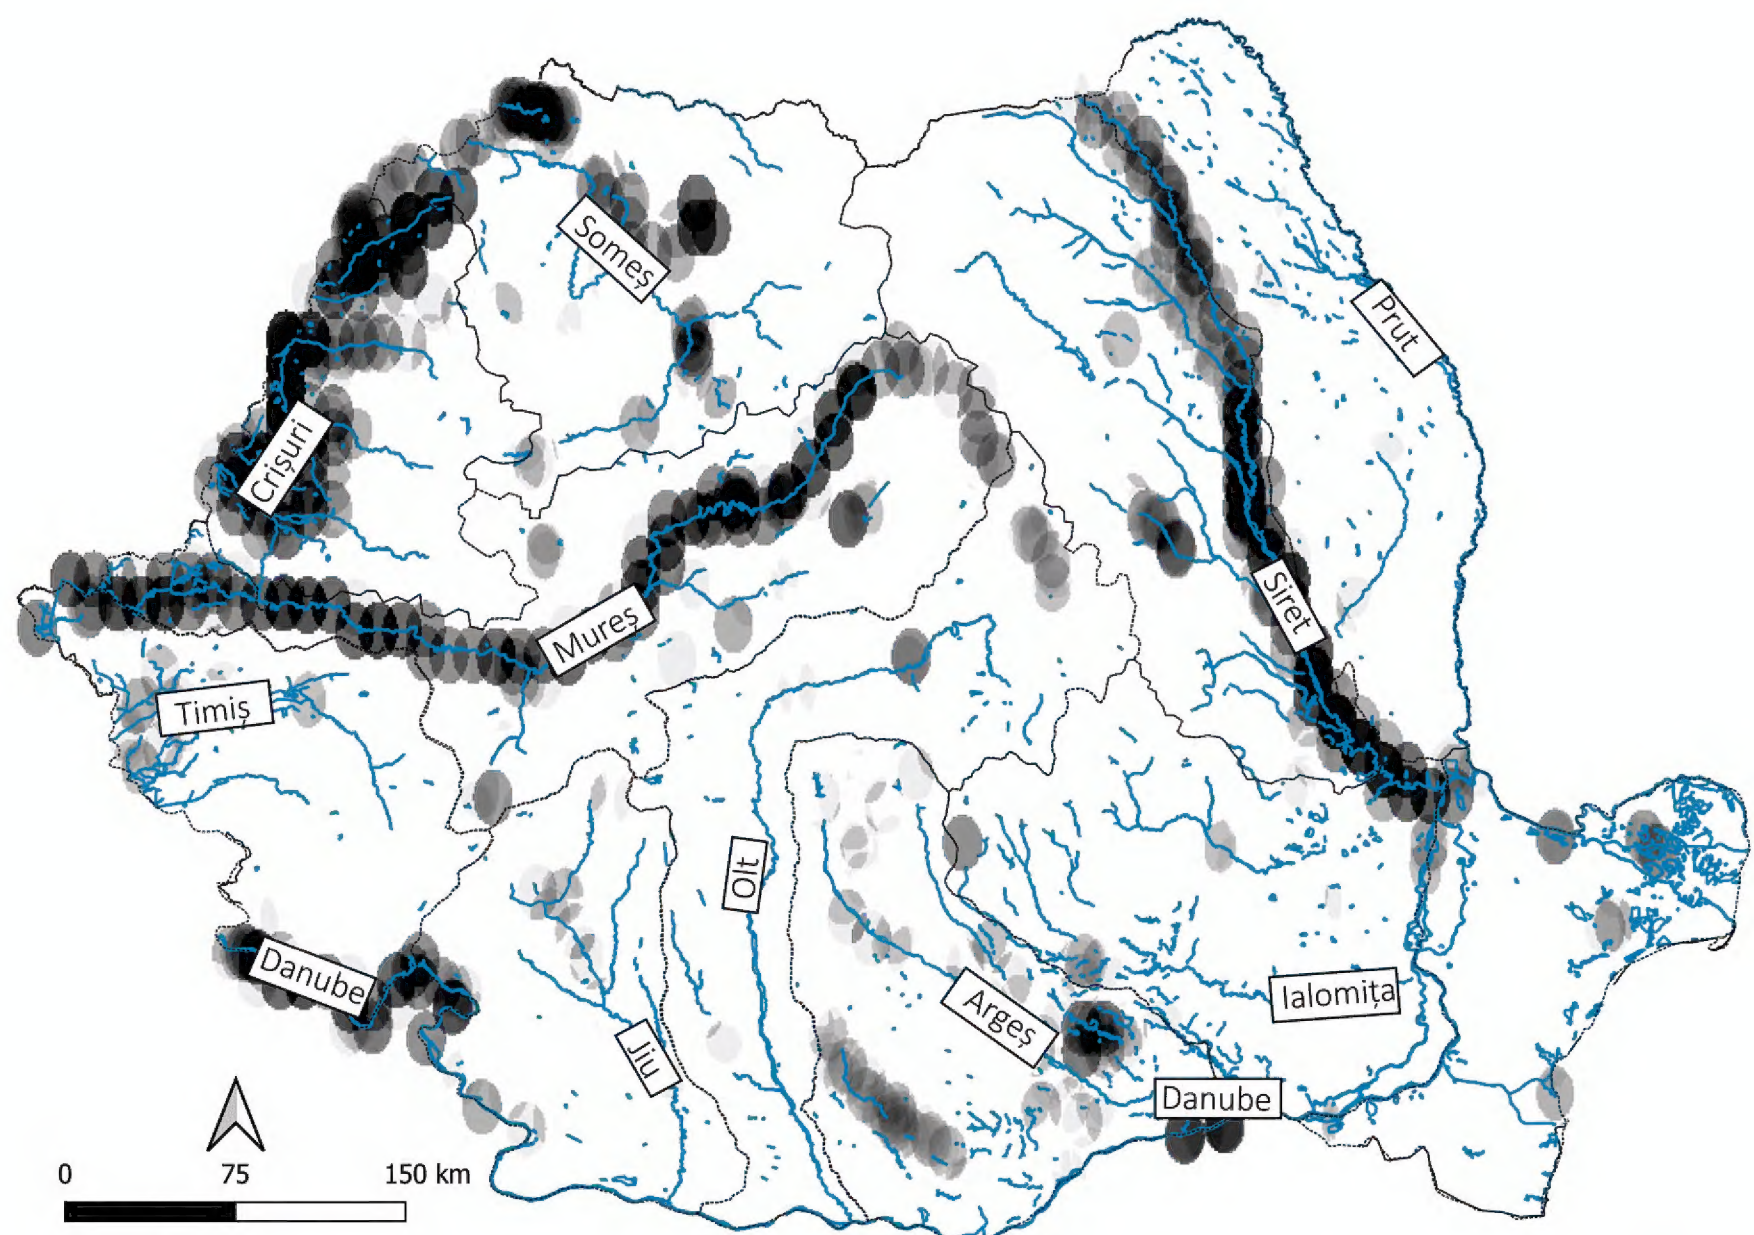 Someș
Prut
Crișuri
Siret
Mureș
Timiș
Olt
Danube
Ialomița
Argeș
Jiu
Danube
0 75 150 km